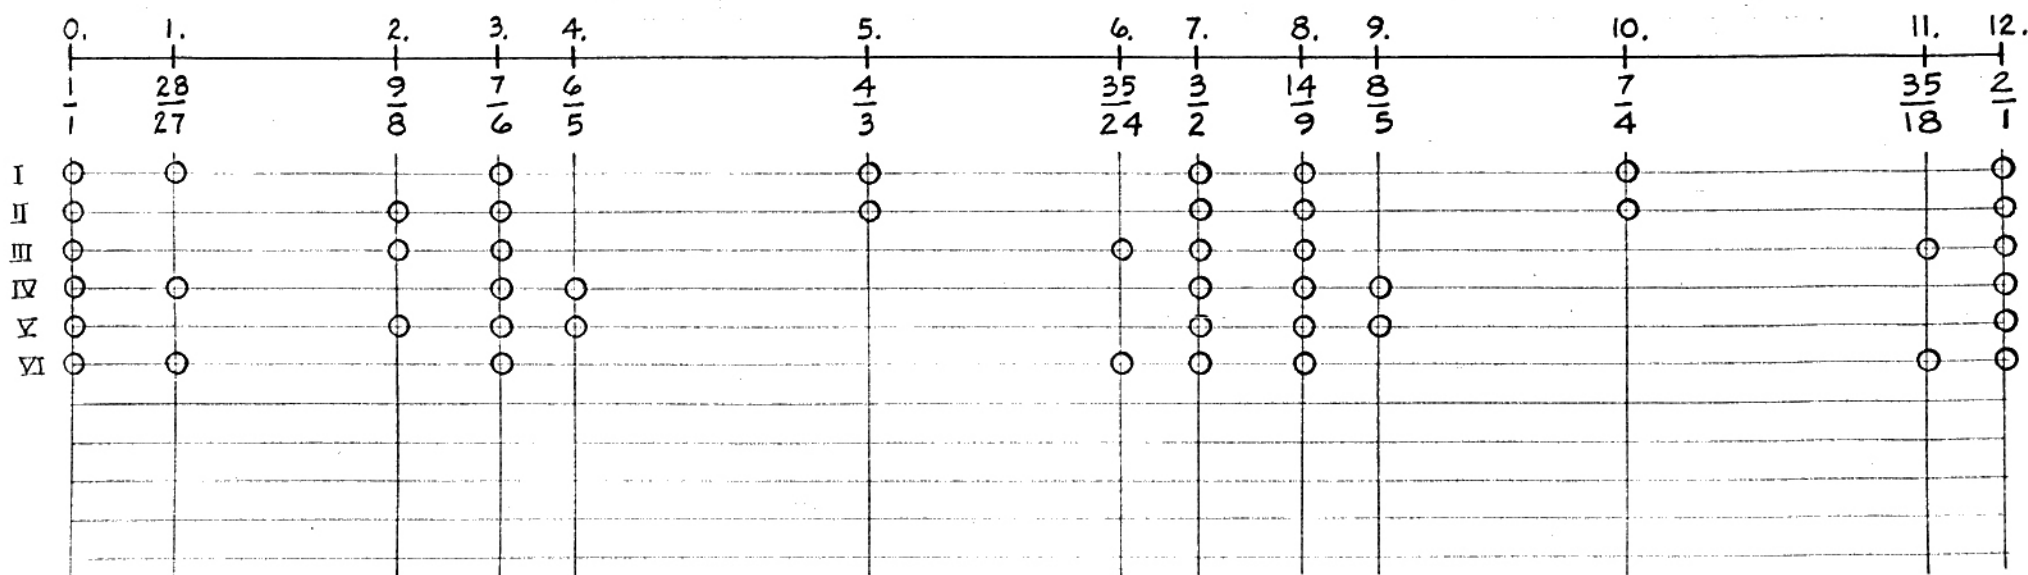 0. 1. 2. 3. 4. 5. 6. 7. 8. 9. 10. 11. 12.
1/1 28/27 9/8 7/6 6/5 4/3 35/24 3/2 14/9 8/5 7/4 35/18 2/1
I
II
III
IV
V
VI